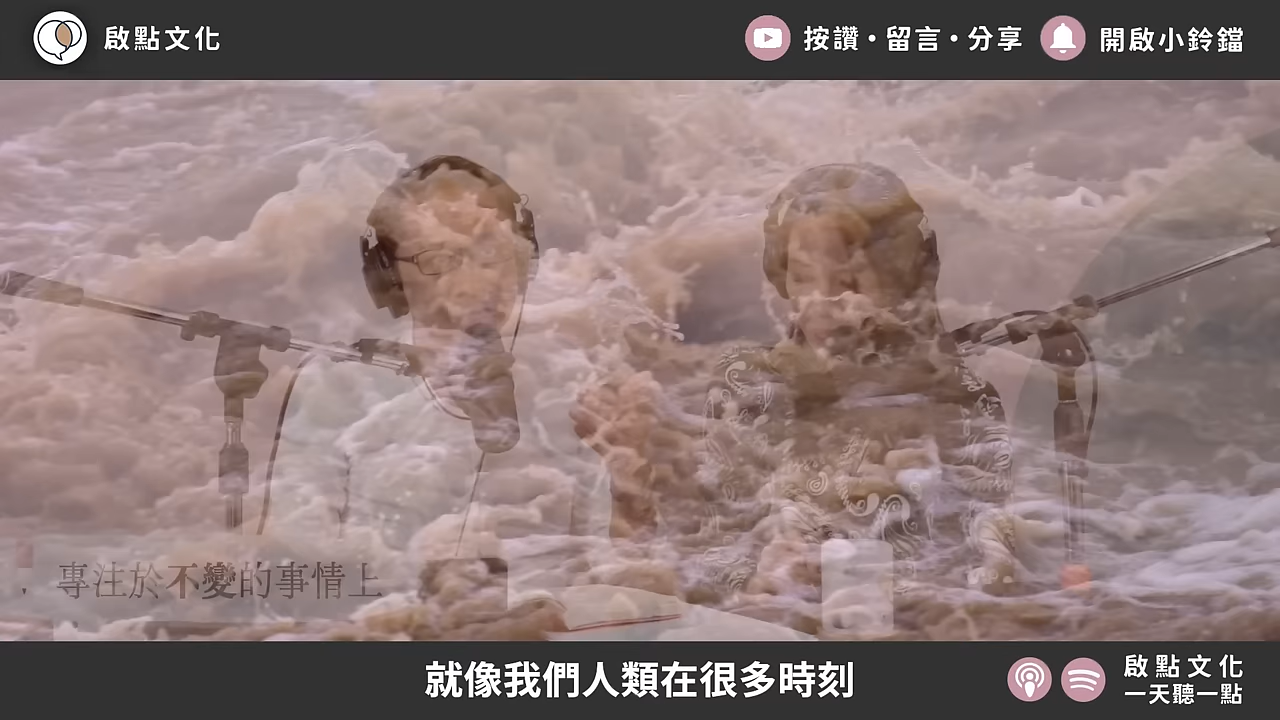 啟點文化
按讚•留言•分享
開啟小鈴鐺
專注於不變的事情上
就像我們人類在很多時刻
啟點文化
一天聽一點